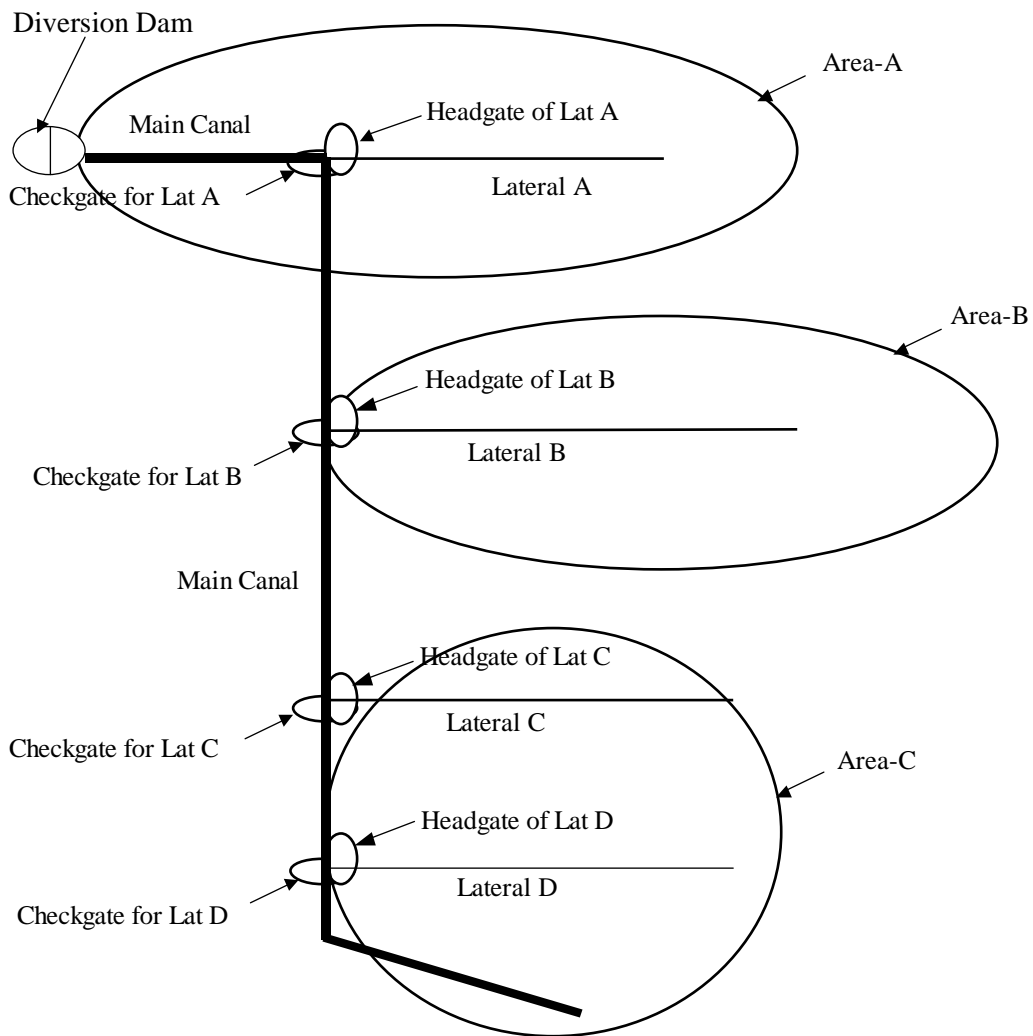 Diversion Dam
Area-A
Headgate of Lat A
Main Canal
Checkgate for Lat A
Lateral A
Area-B
Headgate of Lat B
Lateral B
Checkgate for Lat B
Main Canal
Headgate of Lat C
Lateral C
Checkgate for Lat C
Area-C
Headgate of Lat D
Lateral D
Checkgate for Lat D